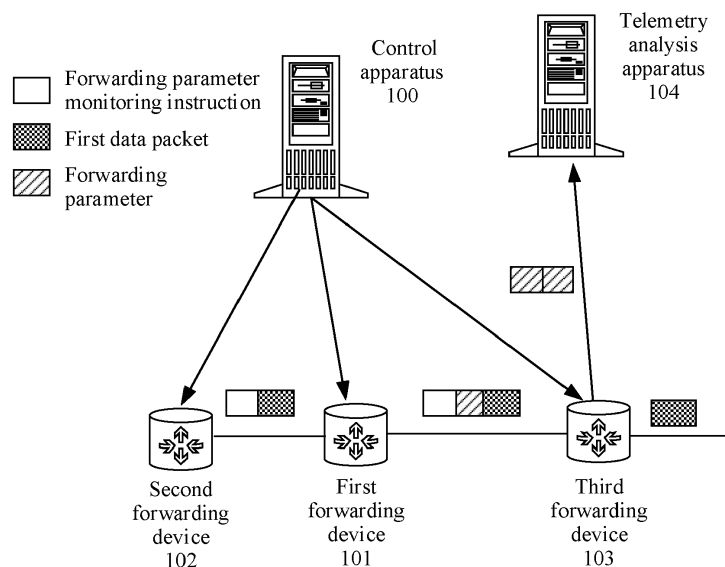 Control
apparatus
100
Telemetry
analysis
apparatus
104
Forwarding parameter
monitoring instruction
First data packet
Forwarding
parameter
Second
forwarding
device
102
First
forwarding
device
101
Third
forwarding
device
103